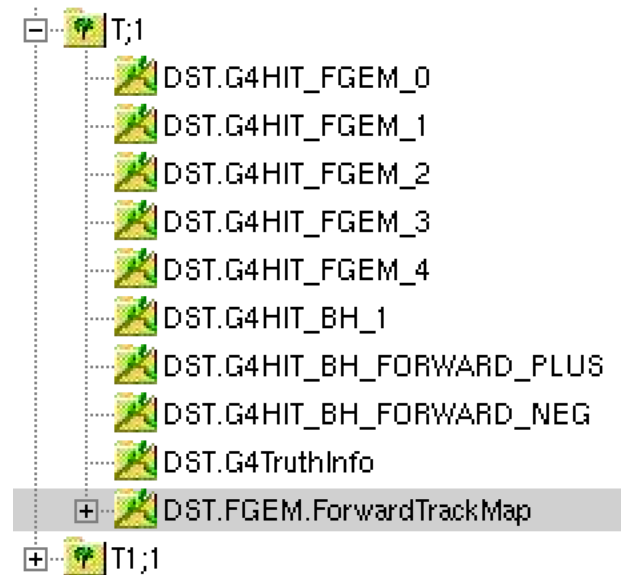 T;1
DST.G4HIT_FGEM_0
DST.G4HIT_FGEM_1
DST.G4HIT_FGEM_2
DST.G4HIT_FGEM_3
DST.G4HIT_FGEM_4
DST.G4HIT_BH_1
DST.G4HIT_BH_FORWARD_PLUS
DST.G4HIT_BH_FORWARD_NEG
DST.G4TruthInfo
DST.FGEM.ForwardTrackMap
T1;1